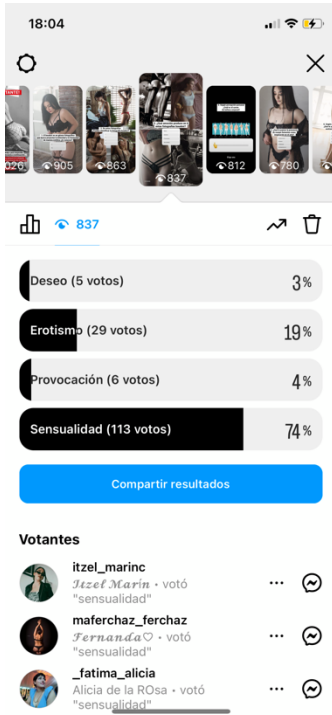 18:04
026
905
863
837
812
780
837
Deseo (5 votos)
3%
Erotismo (29 votos)
19%
Provocación (6 votos)
4%
Sensualidad (113 votos)
74%
Compartir resultados
Votantes
itzel_marinc
𝓘𝓽𝔃𝓮𝓵 𝓜𝓪𝓻í𝓷 • votó
"sensualidad"
maferchaz_ferchaz
𝓕𝓮𝓻𝓷𝓪𝓷𝓭𝓪♡ • votó
"sensualidad"
_fatima_alicia
Alicia de la ROsa • votó
"sensualidad"